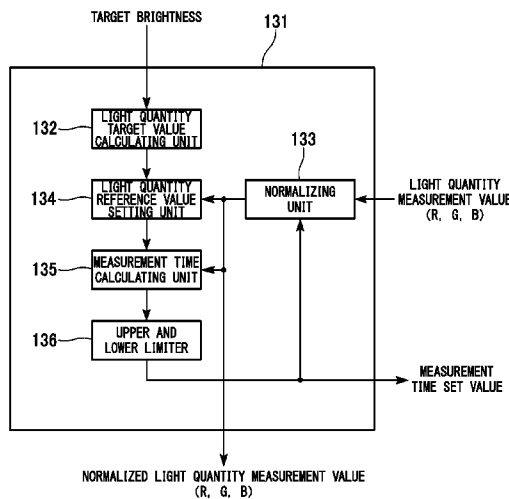 TARGET BRIGHTNESS
131
132
LIGHT QUANTITY
TARGET VALUE
CALCULATING UNIT
133
134
LIGHT QUANTITY
REFERENCE VALUE
SETTING UNIT
NORMALIZING
UNIT
LIGHT QUANTITY
MEASUREMENT VALUE
(R, G, B)
135
MEASUREMENT TIME
CALCULATING UNIT
136
UPPER AND
LOWER LIMITER
MEASUREMENT
TIME SET VALUE
NORMALIZED LIGHT QUANTITY MEASUREMENT VALUE
(R, G, B)